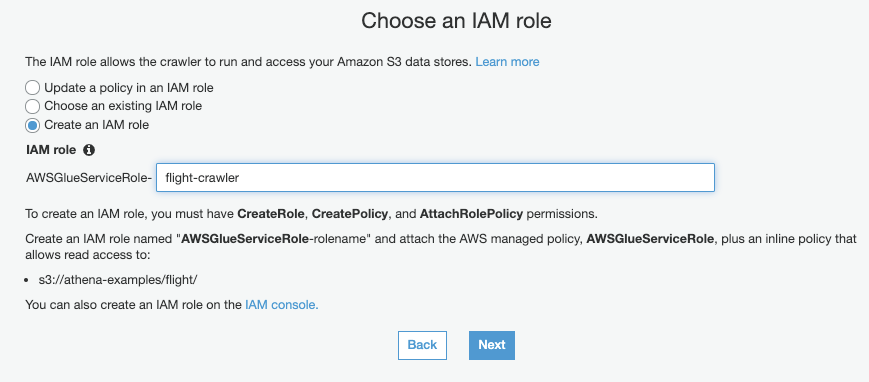 Choose an IAM role
The IAM role allows the crawler to run and access your Amazon S3 data stores. Learn more
Update a policy in an IAM role
Choose an existing IAM role
Create an IAM role
IAM role
AWSGlueServiceRole- flight-crawler
To create an IAM role, you must have CreateRole, CreatePolicy, and AttachRolePolicy permissions.
Create an IAM role named "AWSGlueServiceRole-rolename" and attach the AWS managed policy, AWSGlueServiceRole, plus an inline policy that
allows read access to:
• s3://athena-examples/flight/
You can also create an IAM role on the IAM console.
Back Next